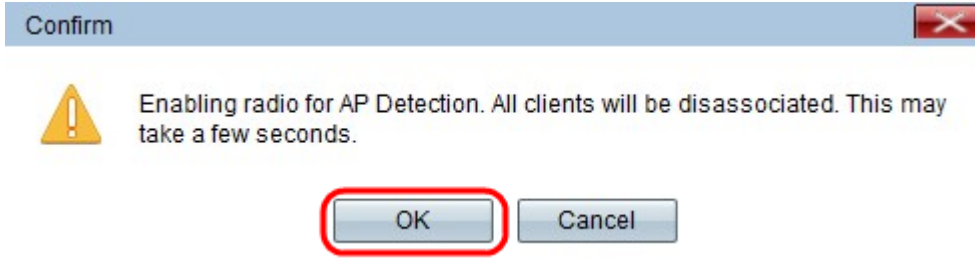 Confirm
Enabling radio for AP Detection. All clients will be disassociated. This may
take a few seconds.
OK
Cancel